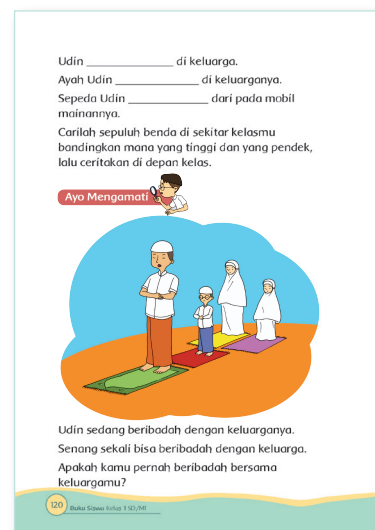 Udin ______________ di keluarga.
Ayah Udin ______________ di keluarganya.
Sepeda Udin ______________ dari pada mobil
mainannya.
Carilah sepuluh benda di sekitar kelasmu
bandingkan mana yang tinggi dan yang pendek,
lalu ceritakan di depan kelas.
Ayo Mengamati
Udin sedang beribadah dengan keluarganya.
Senang sekali bisa beribadah dengan keluarga.
Apakah kamu pernah beribadah bersama
keluargamu?
120 Buku Siswa Kelas 1 SD/MI